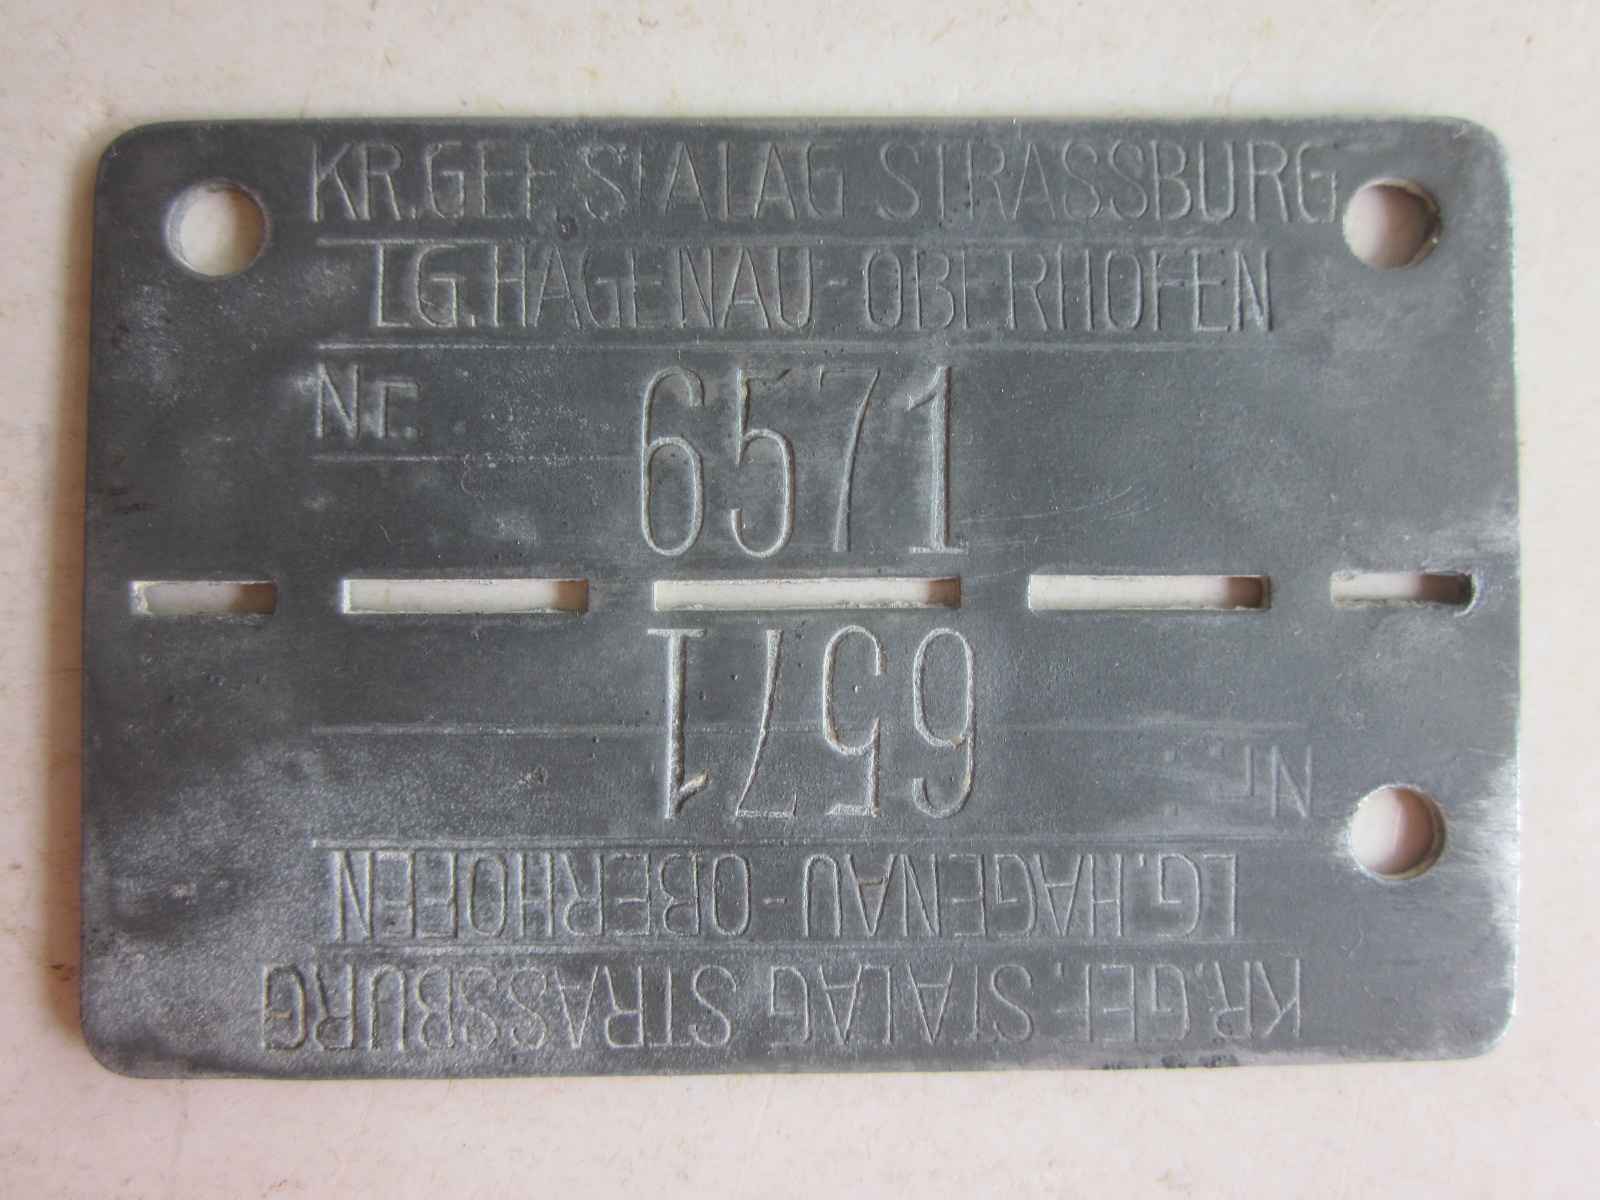 KR.GEF.STALAG STRASSBURG
LG.HAGENAU-OBERHOFEN
Nr. 6571
6571
Nr.
LG.HAGENAU-OBERHOFEN
KR.GEF.STALAG STRASSBURG